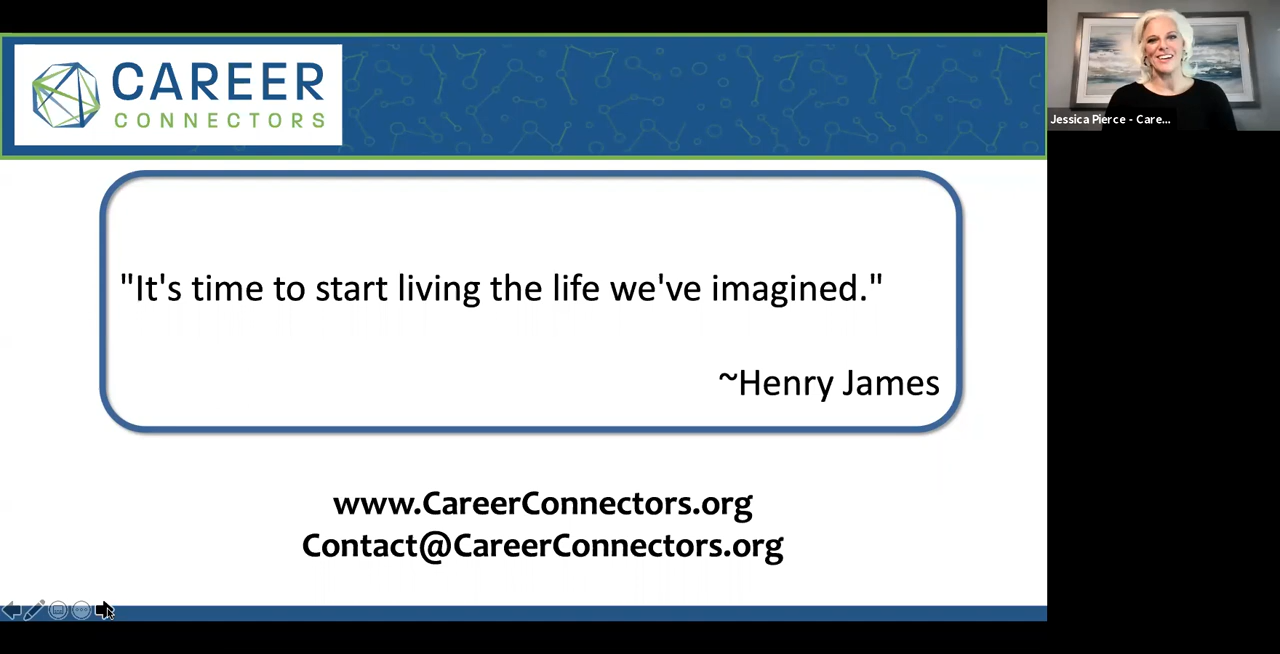 CAREER
CONNECTORS
Jessica Pierce - Care...
"It's time to start living the life we've imagined."
~Henry James
www.CareerConnectors.org
Contact@CareerConnectors.org